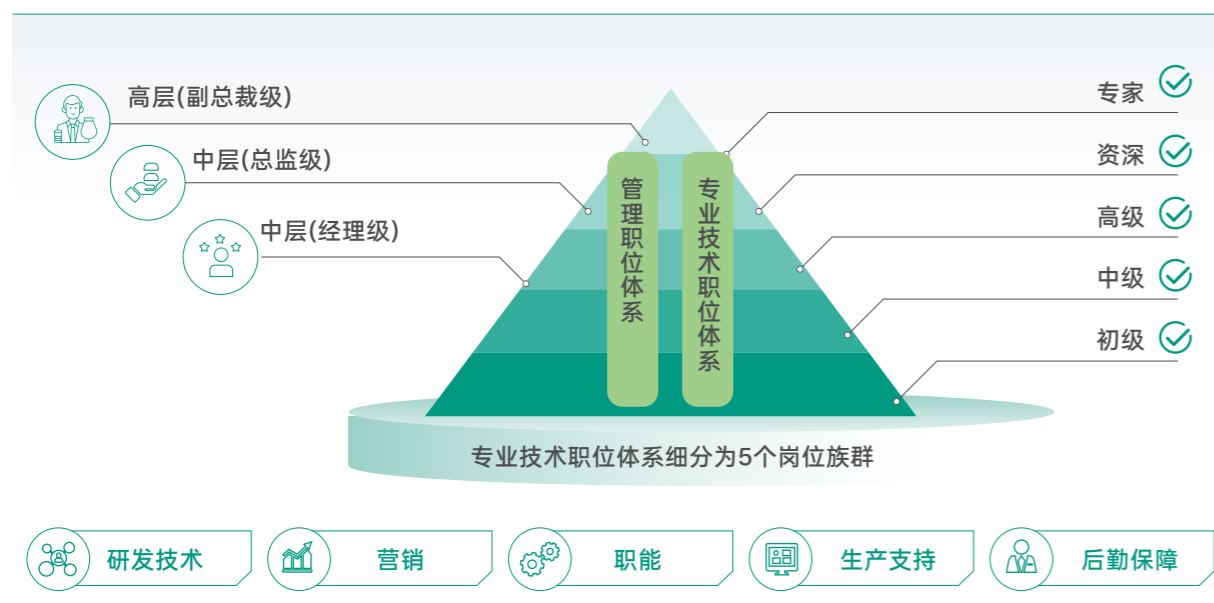 高层(副总裁级)
中层(总监级)
中层(经理级)
管理职位体系
专业技术职位体系
专家
资深
高级
中级
初级
专业技术职位体系细分为5个岗位族群
研发技术
营销
职能
生产支持
后勤保障